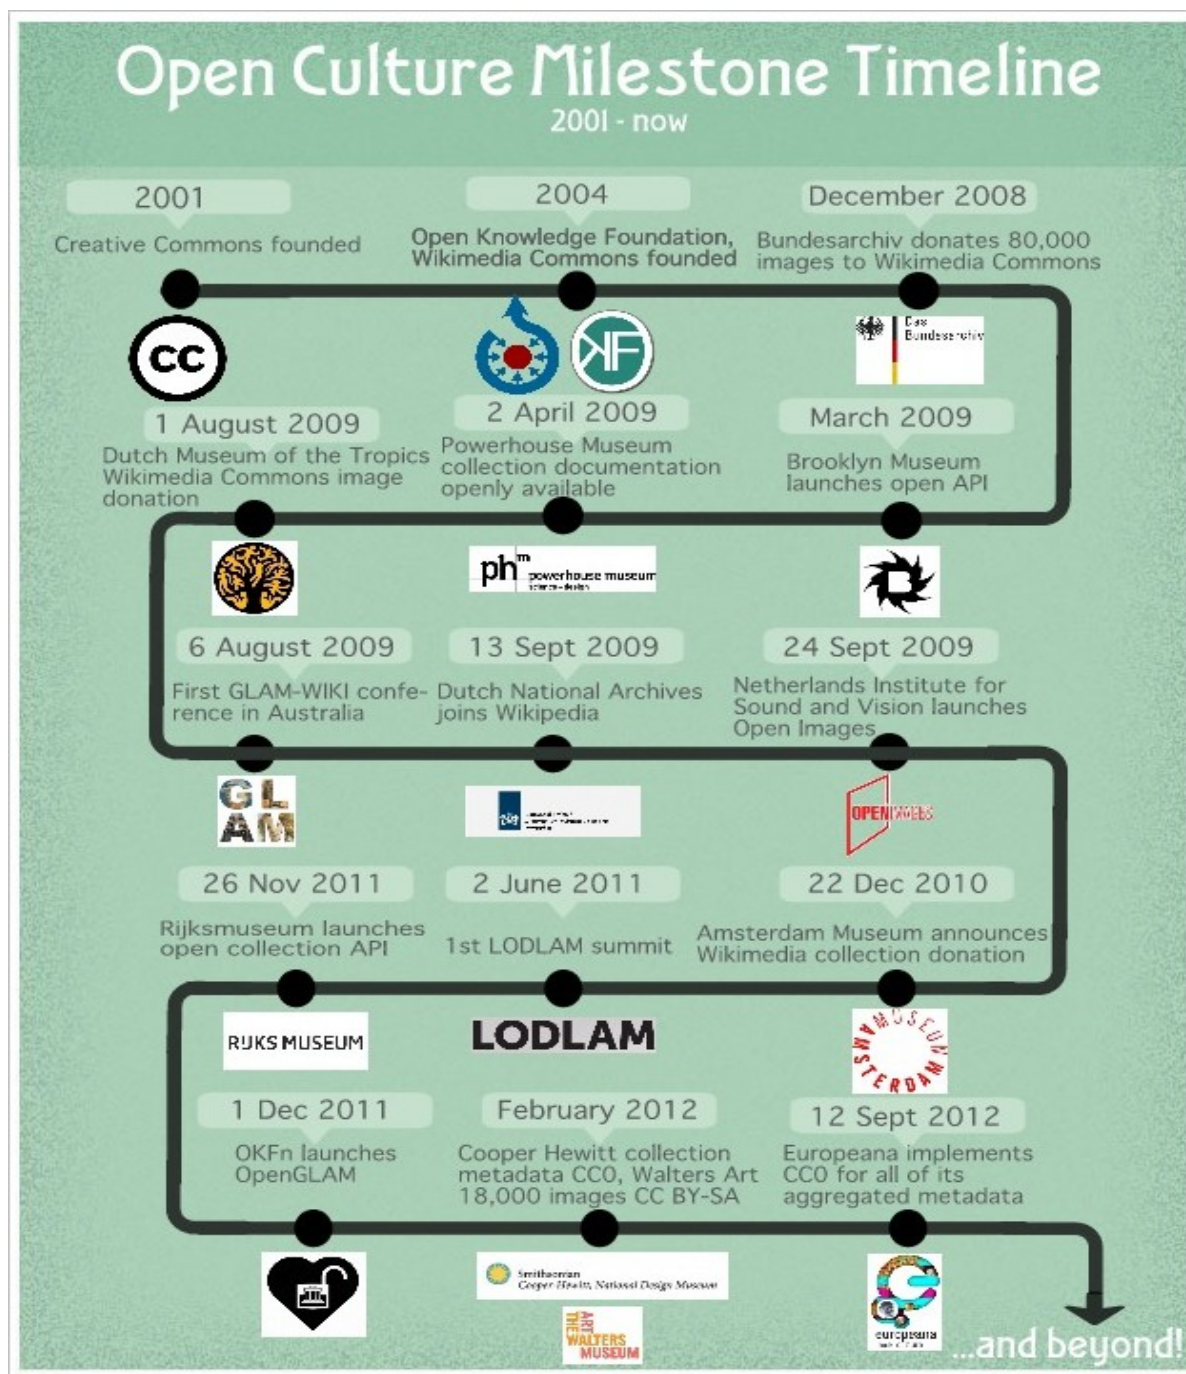 Open Culture Milestone Timeline
2001 - now
2001
Creative Commons founded
2004
Open Knowledge Foundation,
Wikimedia Commons founded
December 2008
Bundesarchiv donates 80,000
images to Wikimedia Commons
CC
KF
Das
Bundesarchiv
1 August 2009
Dutch Museum of the Tropics
Wikimedia Commons image
donation
2 April 2009
Powerhouse Museum
collection documentation
openly available
March 2009
Brooklyn Museum
launches open API
phm
powerhouse museum
science + design
6 August 2009
First GLAM-WIKI confe-
rence in Australia
13 Sept 2009
Dutch National Archives
joins Wikipedia
24 Sept 2009
Netherlands Institute for
Sound and Vision launches
Open Images
GL
AM
OPENIMAGES
26 Nov 2011
Rijksmuseum launches
open collection API
2 June 2011
1st LODLAM summit
22 Dec 2010
Amsterdam Museum announces
Wikimedia collection donation
RIJKS MUSEUM
LODLAM
AMSTERDAM MUSEUM
1 Dec 2011
OKFn launches
OpenGLAM
February 2012
Cooper Hewitt collection
metadata CC0, Walters Art
18,000 images CC BY-SA
12 Sept 2012
Europeana implements
CC0 for all of its
aggregated metadata
Smithsonian
Cooper-Hewitt, National Design Museum
THE WALTERS
ART MUSEUM
europeana
...and beyond!